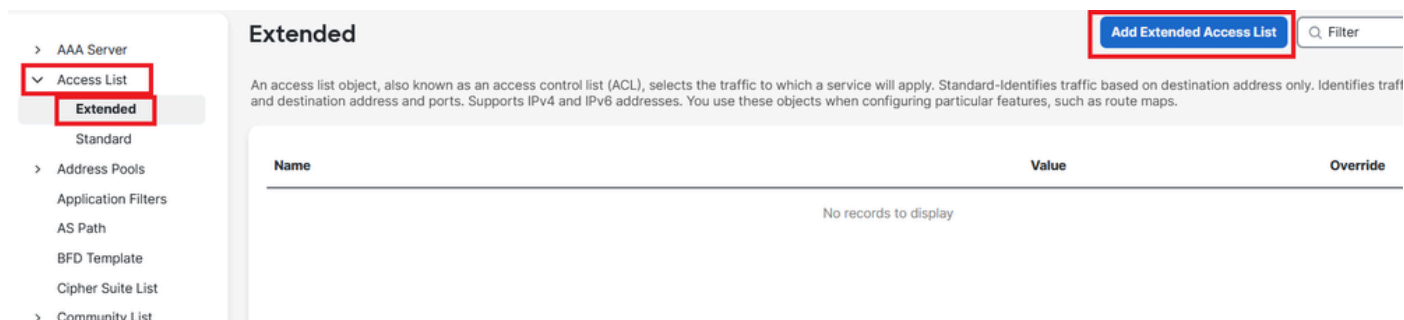 AAA Server
Access List
Extended
Standard
Address Pools
Application Filters
AS Path
BFD Template
Cipher Suite List
Community List
Extended
Add Extended Access List
Filter
An access list object, also known as an access control list (ACL), selects the traffic to which a service will apply. Standard-Identifies traffic based on destination address only. Identifies
and destination address and ports. Supports IPv4 and IPv6 addresses. You use these objects when configuring particular features, such as route maps.
Name Value Override
No records to display